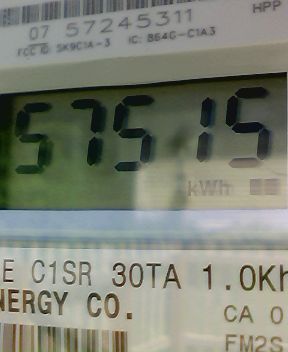 07 57245311
HPP
FCC ID SK9C1A-3 IC: 864G-C1A3
57515
kWh
E C1SR 30TA 1.0Kh
NERGY CO.
CA 0
FM2S